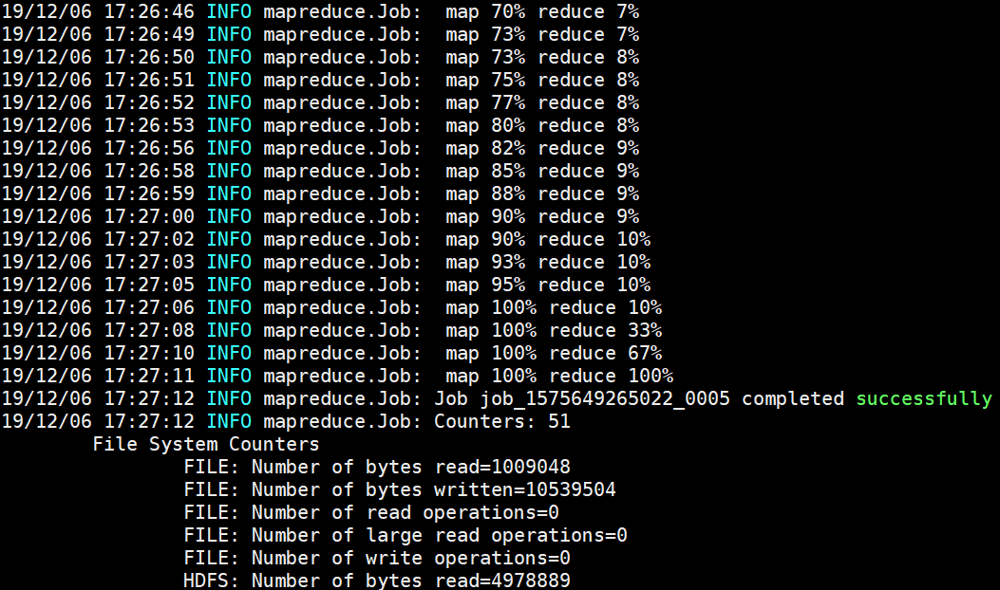 19/12/06 17:26:46 INFO mapreduce.Job:  map 70% reduce 7%
19/12/06 17:26:49 INFO mapreduce.Job:  map 73% reduce 7%
19/12/06 17:26:50 INFO mapreduce.Job:  map 73% reduce 8%
19/12/06 17:26:51 INFO mapreduce.Job:  map 75% reduce 8%
19/12/06 17:26:52 INFO mapreduce.Job:  map 77% reduce 8%
19/12/06 17:26:53 INFO mapreduce.Job:  map 80% reduce 8%
19/12/06 17:26:56 INFO mapreduce.Job:  map 82% reduce 9%
19/12/06 17:26:58 INFO mapreduce.Job:  map 85% reduce 9%
19/12/06 17:26:59 INFO mapreduce.Job:  map 88% reduce 9%
19/12/06 17:27:00 INFO mapreduce.Job:  map 90% reduce 9%
19/12/06 17:27:02 INFO mapreduce.Job:  map 90% reduce 10%
19/12/06 17:27:03 INFO mapreduce.Job:  map 93% reduce 10%
19/12/06 17:27:05 INFO mapreduce.Job:  map 95% reduce 10%
19/12/06 17:27:06 INFO mapreduce.Job:  map 100% reduce 10%
19/12/06 17:27:08 INFO mapreduce.Job:  map 100% reduce 33%
19/12/06 17:27:10 INFO mapreduce.Job:  map 100% reduce 67%
19/12/06 17:27:11 INFO mapreduce.Job:  map 100% reduce 100%
19/12/06 17:27:12 INFO mapreduce.Job: Job job_1575649265022_0005 completed successfully
19/12/06 17:27:12 INFO mapreduce.Job: Counters: 51
File System Counters
FILE: Number of bytes read=1009048
FILE: Number of bytes written=10539504
FILE: Number of read operations=0
FILE: Number of large read operations=0
FILE: Number of write operations=0
HDFS: Number of bytes read=4978889